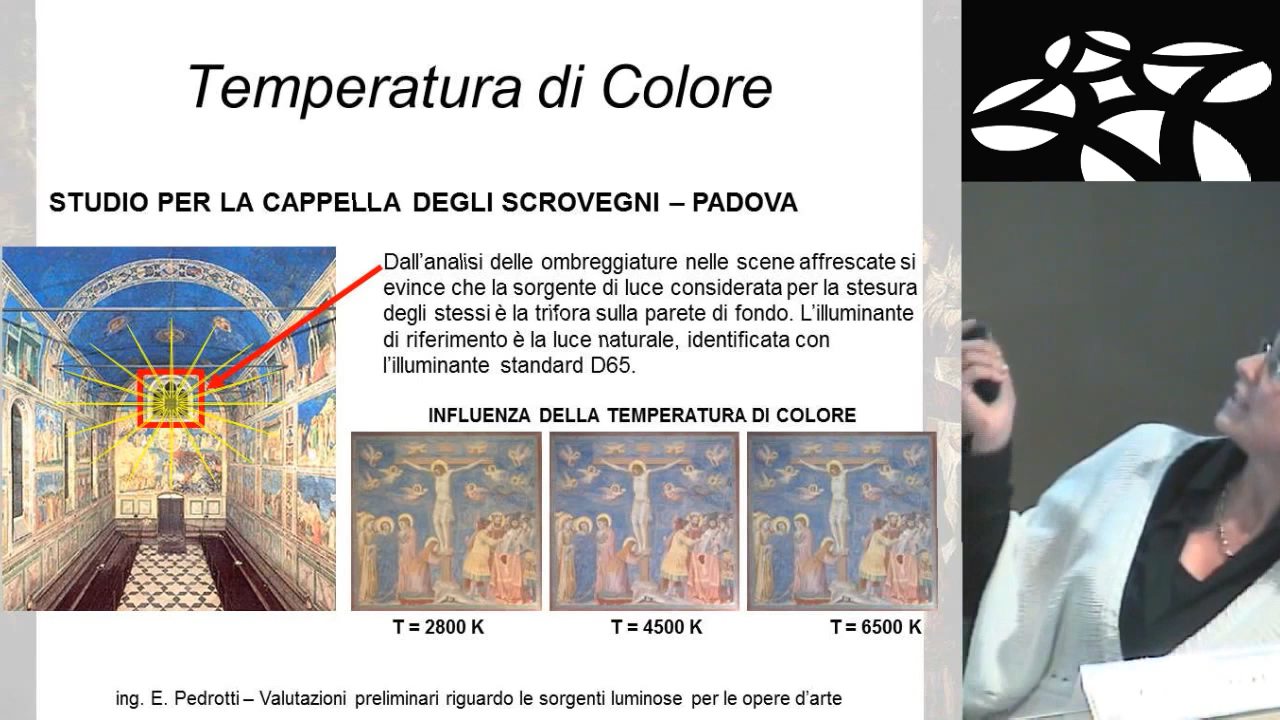 Temperatura di Colore
STUDIO PER LA CAPPELLA DEGLI SCROVEGNI – PADOVA
Dall'analisi delle ombreggiature nelle scene affrescate si
evince che la sorgente di luce considerata per la stesura
degli stessi è la trifora sulla parete di fondo. L'illuminante
di riferimento è la luce naturale, identificata con
l'illuminante standard D65.
INFLUENZA DELLA TEMPERATURA DI COLORE
T = 2800 K
T = 4500 K
T = 6500 K
ing. E. Pedrotti – Valutazioni preliminari riguardo le sorgenti luminose per le opere d'arte